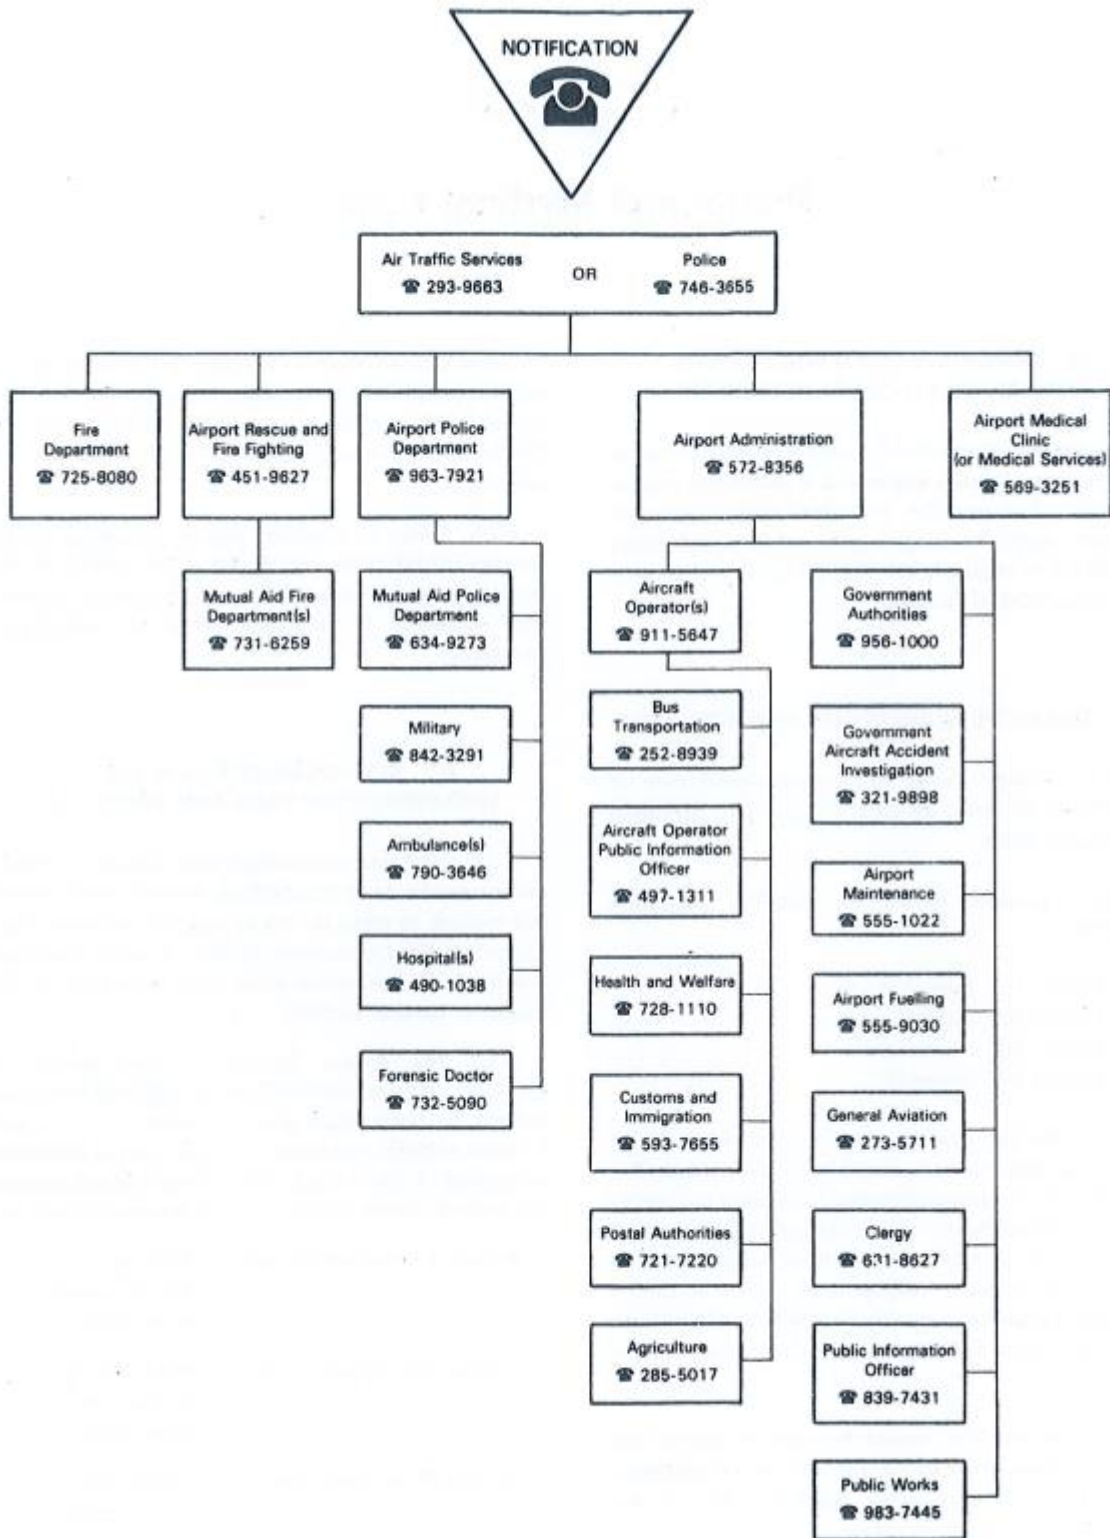 NOTIFICATION
Air Traffic Services
☎ 293-9663
OR
Police
☎ 746-3655
Fire
Department
☎ 725-8080
Airport Rescue and
Fire Fighting
☎ 451-9627
Airport Police
Department
☎ 963-7921
Airport Administration
☎ 572-8356
Airport Medical
Clinic
(or Medical Services)
☎ 569-3251
Mutual Aid Fire
Department(s)
☎ 731-6259
Mutual Aid Police
Department
☎ 634-9273
Military
☎ 842-3291
Ambulance(s)
☎ 790-3646
Hospital(s)
☎ 490-1038
Forensic Doctor
☎ 732-5090
Aircraft
Operator(s)
☎ 911-5647
Bus
Transportation
☎ 252-8939
Aircraft Operator
Public Information
Officer
☎ 497-1311
Health and Welfare
☎ 728-1110
Customs and
Immigration
☎ 593-7655
Postal Authorities
☎ 721-7220
Agriculture
☎ 285-5017
Government
Authorities
☎ 956-1000
Government
Aircraft Accident
Investigation
☎ 321-9898
Airport
Maintenance
☎ 555-1022
Airport Fuelling
☎ 555-9030
General Aviation
☎ 273-5711
Clergy
☎ 631-8627
Public Information
Officer
☎ 839-7431
Public Works
☎ 983-7445